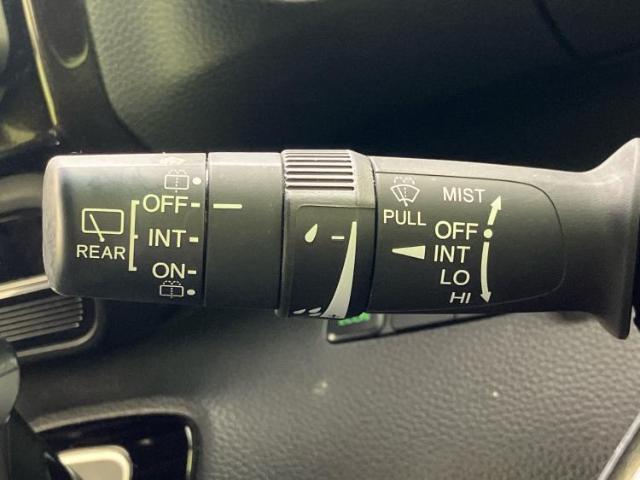 OFF
INT
REAR
ON
MIST
PULL
OFF
INT
LO
HI